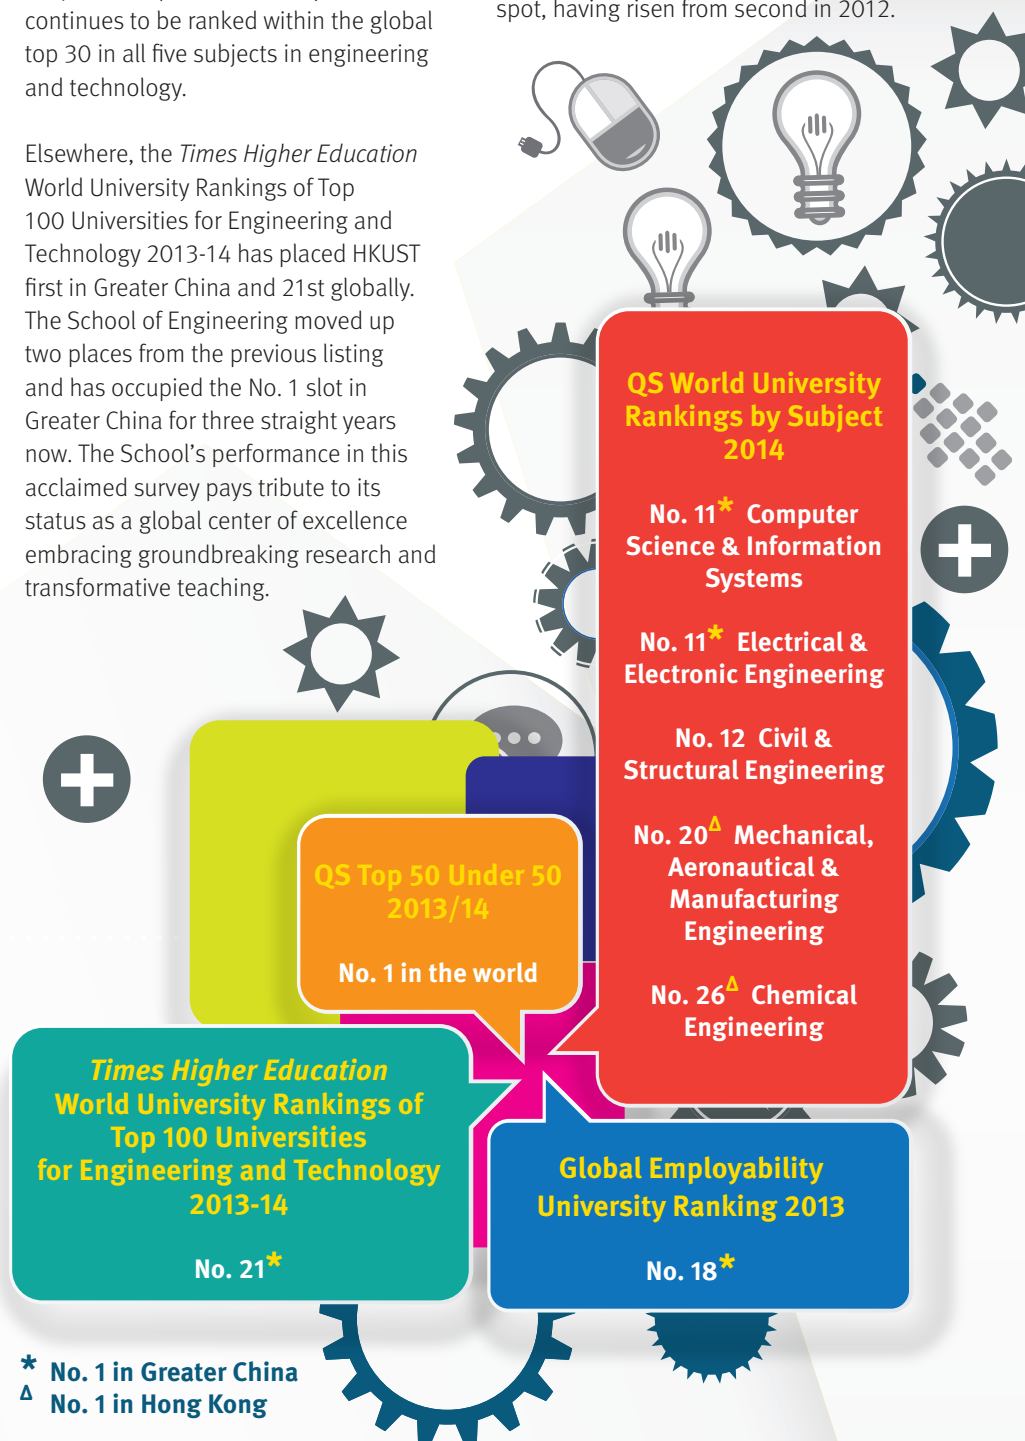 continues to be ranked within the global
top 30 in all five subjects in engineering
and technology.
Elsewhere, the Times Higher Education
World University Rankings of Top
100 Universities for Engineering and
Technology 2013-14 has placed HKUST
first in Greater China and 21st globally.
The School of Engineering moved up
two places from the previous listing
and has occupied the No. 1 slot in
Greater China for three straight years
now. The School's performance in this
acclaimed survey pays tribute to its
status as a global center of excellence
embracing groundbreaking research and
transformative teaching.
spot, having risen from second in 2012.
QS World University
Rankings by Subject
2014
No. 11* Computer
Science & Information
Systems
No. 11* Electrical &
Electronic Engineering
No. 12 Civil &
Structural Engineering
No. 20Δ Mechanical,
Aeronautical &
Manufacturing
Engineering
No. 26Δ Chemical
Engineering
QS Top 50 Under 50
2013/14
No. 1 in the world
Times Higher Education
World University Rankings of
Top 100 Universities
for Engineering and Technology
2013-14
No. 21*
Global Employability
University Ranking 2013
No. 18*
* No. 1 in Greater China
Δ No. 1 in Hong Kong